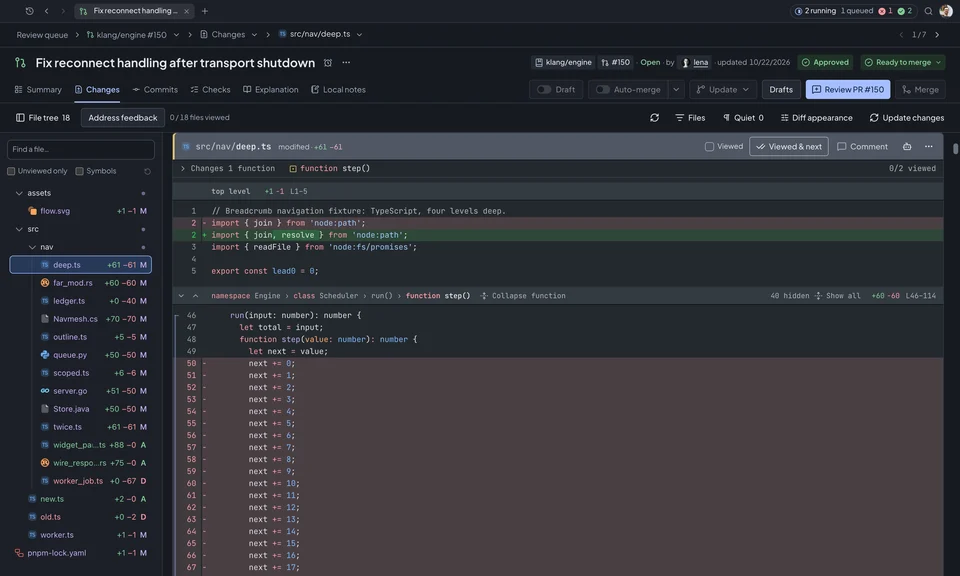 Fix reconnect handling ...
2 running 1 queued 1 2
Review queue klang/engine #150 Changes src/nav/deep.ts 1/7
Fix reconnect handling after transport shutdown klang/engine #150 · Open · by lena · updated 10/22/2026 Approved Ready to merge
Summary Changes Commits Checks Explanation Local notes Draft Auto-merge Update Drafts Review PR #150 Merge
File tree 18 Address feedback 0 / 18 files viewed Files Quiet 0 Diff appearance Update changes
Find a file...
Unviewed only Symbols
assets
flow.svg +1 −1 M
src
nav
deep.ts +61 −61 M
far_mod.rs +60 −60 M
ledger.ts +0 −40 M
Navmesh.cs +70 −70 M
outline.ts +5 −5 M
queue.py +50 −50 M
scoped.ts +6 −6 M
server.go +51 −50 M
Store.java +50 −50 M
twice.ts +61 −61 M
widget_pa...ts +88 −0 A
wire_respo...rs +75 −0 A
worker_job.ts +0 −67 D
new.ts +2 −0 A
old.ts +0 −2 D
worker.ts +1 −1 M
pnpm-lock.yaml +1 −1 M
src/nav/deep.ts modified +61 −61 Viewed Viewed & next Comment
Changes 1 function function step() 0/2 viewed
top level +1 −1 L1–5
1 // Breadcrumb navigation fixture: TypeScript, four levels deep.
2 - import { join } from 'node:path';
2 + import { join, resolve } from 'node:path';
3 import { readFile } from 'node:fs/promises';
4
5 export const lead0 = 0;
namespace Engine › class Scheduler › run() › function step() Collapse function 40 hidden Show all +60 −60 L46–114
46 run(input: number): number {
47 let total = input;
48 function step(value: number): number {
49 let next = value;
50 - next += 0;
51 - next += 1;
52 - next += 2;
53 - next += 3;
54 - next += 4;
55 - next += 5;
56 - next += 6;
57 - next += 7;
58 - next += 8;
59 - next += 9;
60 - next += 10;
61 - next += 11;
62 - next += 12;
63 - next += 13;
64 - next += 14;
65 - next += 15;
66 - next += 16;
67 - next += 17;